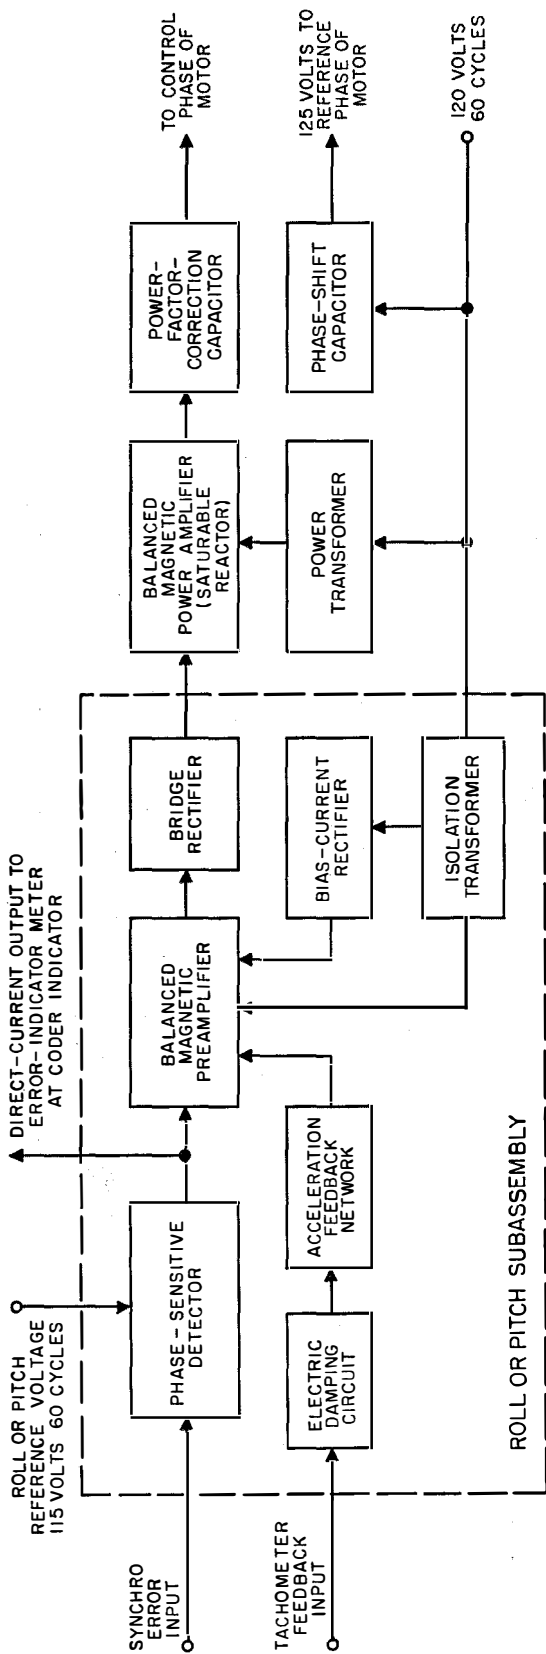 SYNCHRO
ERROR
INPUT
TACHOMETER
FEEDBACK
INPUT
ROLL OR PITCH
REFERENCE VOLTAGE
115 VOLTS 60 CYCLES
DIRECT-CURRENT OUTPUT TO
ERROR-INDICATOR METER
AT CODER INDICATOR
PHASE-SENSITIVE
DETECTOR
ELECTRIC
DAMPING
CIRCUIT
ACCELERATION
FEEDBACK
NETWORK
BALANCED
MAGNETIC
PREAMPLIFIER
BRIDGE
RECTIFIER
BIAS-CURRENT
RECTIFIER
ISOLATION
TRANSFORMER
ROLL OR PITCH SUBASSEMBLY
BALANCED
MAGNETIC
POWER AMPLIFIER
(SATURABLE
REACTOR)
POWER
TRANSFORMER
POWER-
FACTOR-
CORRECTION
CAPACITOR
PHASE-SHIFT
CAPACITOR
TO CONTROL
PHASE OF
MOTOR
125 VOLTS TO
REFERENCE
PHASE OF
MOTOR
120 VOLTS
60 CYCLES